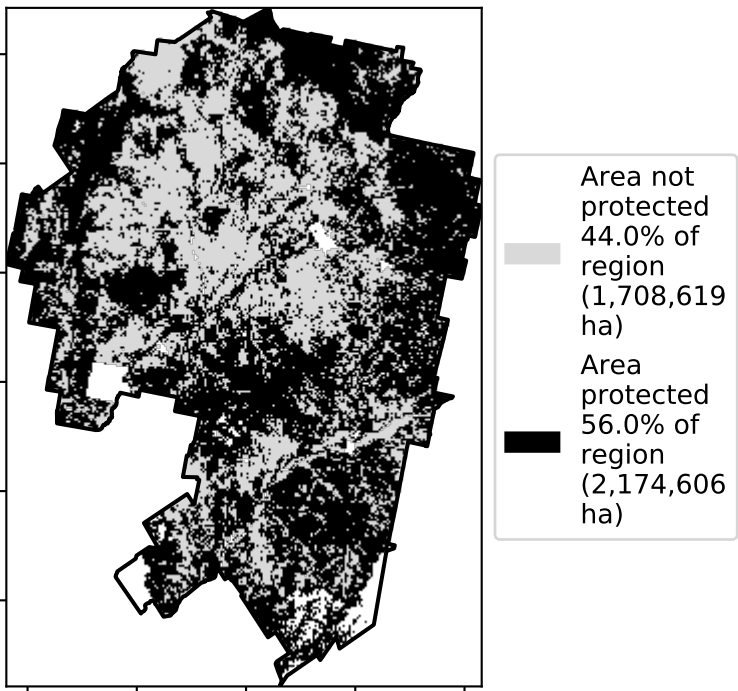 Area not
protected
44.0% of
region
(1,708,619
ha)
Area
protected
56.0% of
region
(2,174,606
ha)